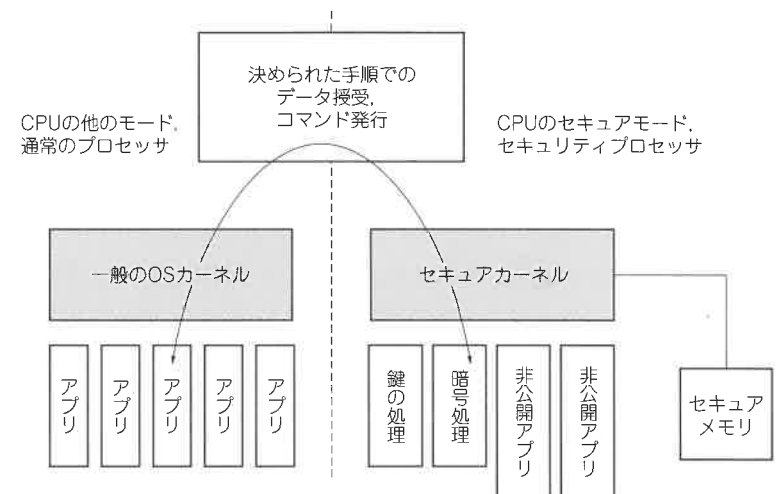 決められた手順での
データ授受,
コマンド発行
CPUの他のモード,
通常のプロセッサ
CPUのセキュアモード,
セキュリティプロセッサ
一般のOSカーネル
セキュアカーネル
アプリ
アプリ
アプリ
アプリ
アプリ
鍵の処理
暗号処理
非公開アプリ
非公開アプリ
セキュア
メモリ